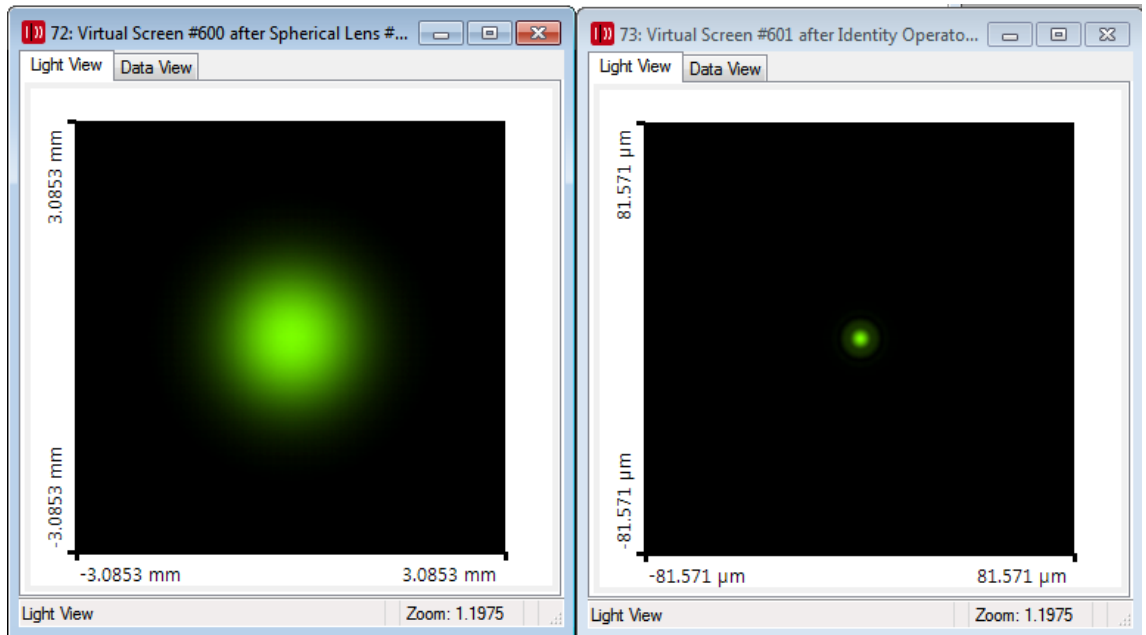 72: Virtual Screen #600 after Spherical Lens #...
Light View
Data View
3.0853 mm
-3.0853 mm
-3.0853 mm
3.0853 mm
Light View
Zoom: 1.1975
73: Virtual Screen #601 after Identity Operato...
Light View
Data View
81.571 μm
-81.571 μm
-81.571 μm
81.571 μm
Light View
Zoom: 1.1975